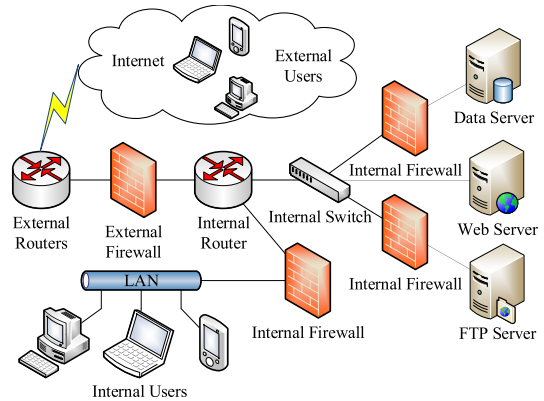 Internet
External
Users
Data Server
Internal Firewall
External
Routers
External
Firewall
Internal
Router
Internal Switch
Web Server
Internal Firewall
LAN
Internal Firewall
FTP Server
Internal Users